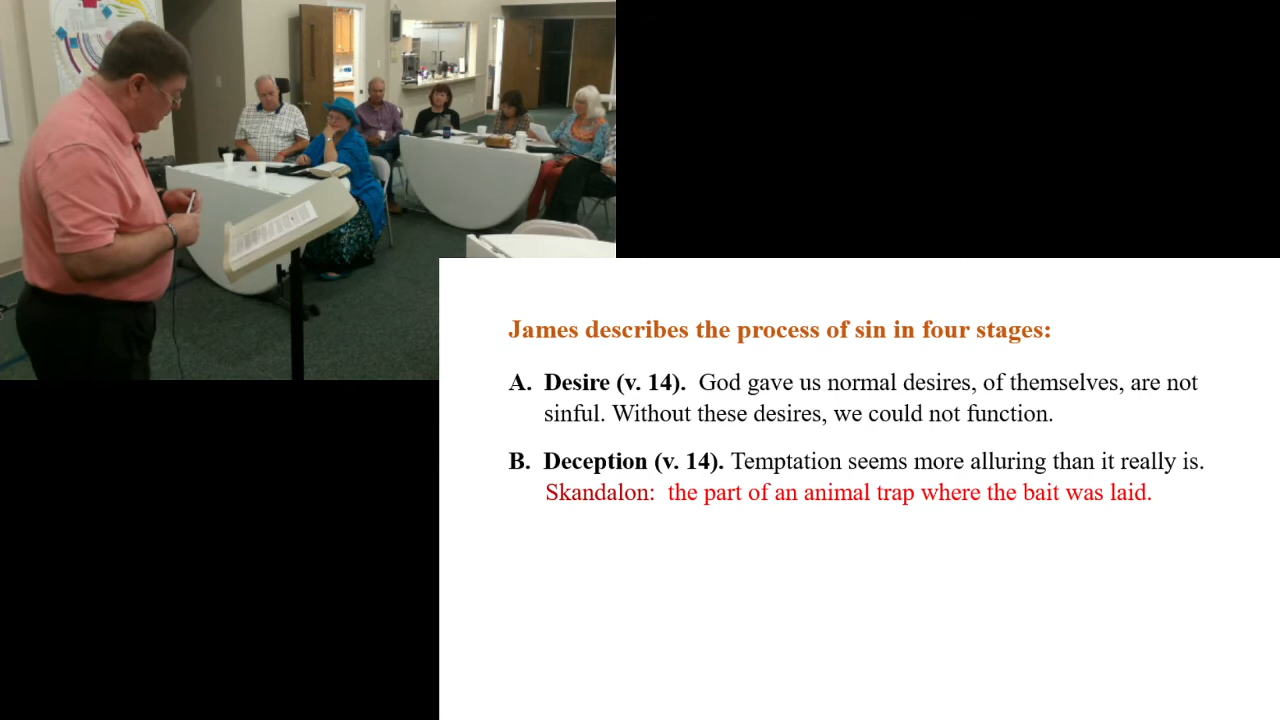 James describes the process of sin in four stages:
A. Desire (v. 14). God gave us normal desires, of themselves, are not
sinful. Without these desires, we could not function.
B. Deception (v. 14). Temptation seems more alluring than it really is.
Skandalon: the part of an animal trap where the bait was laid.